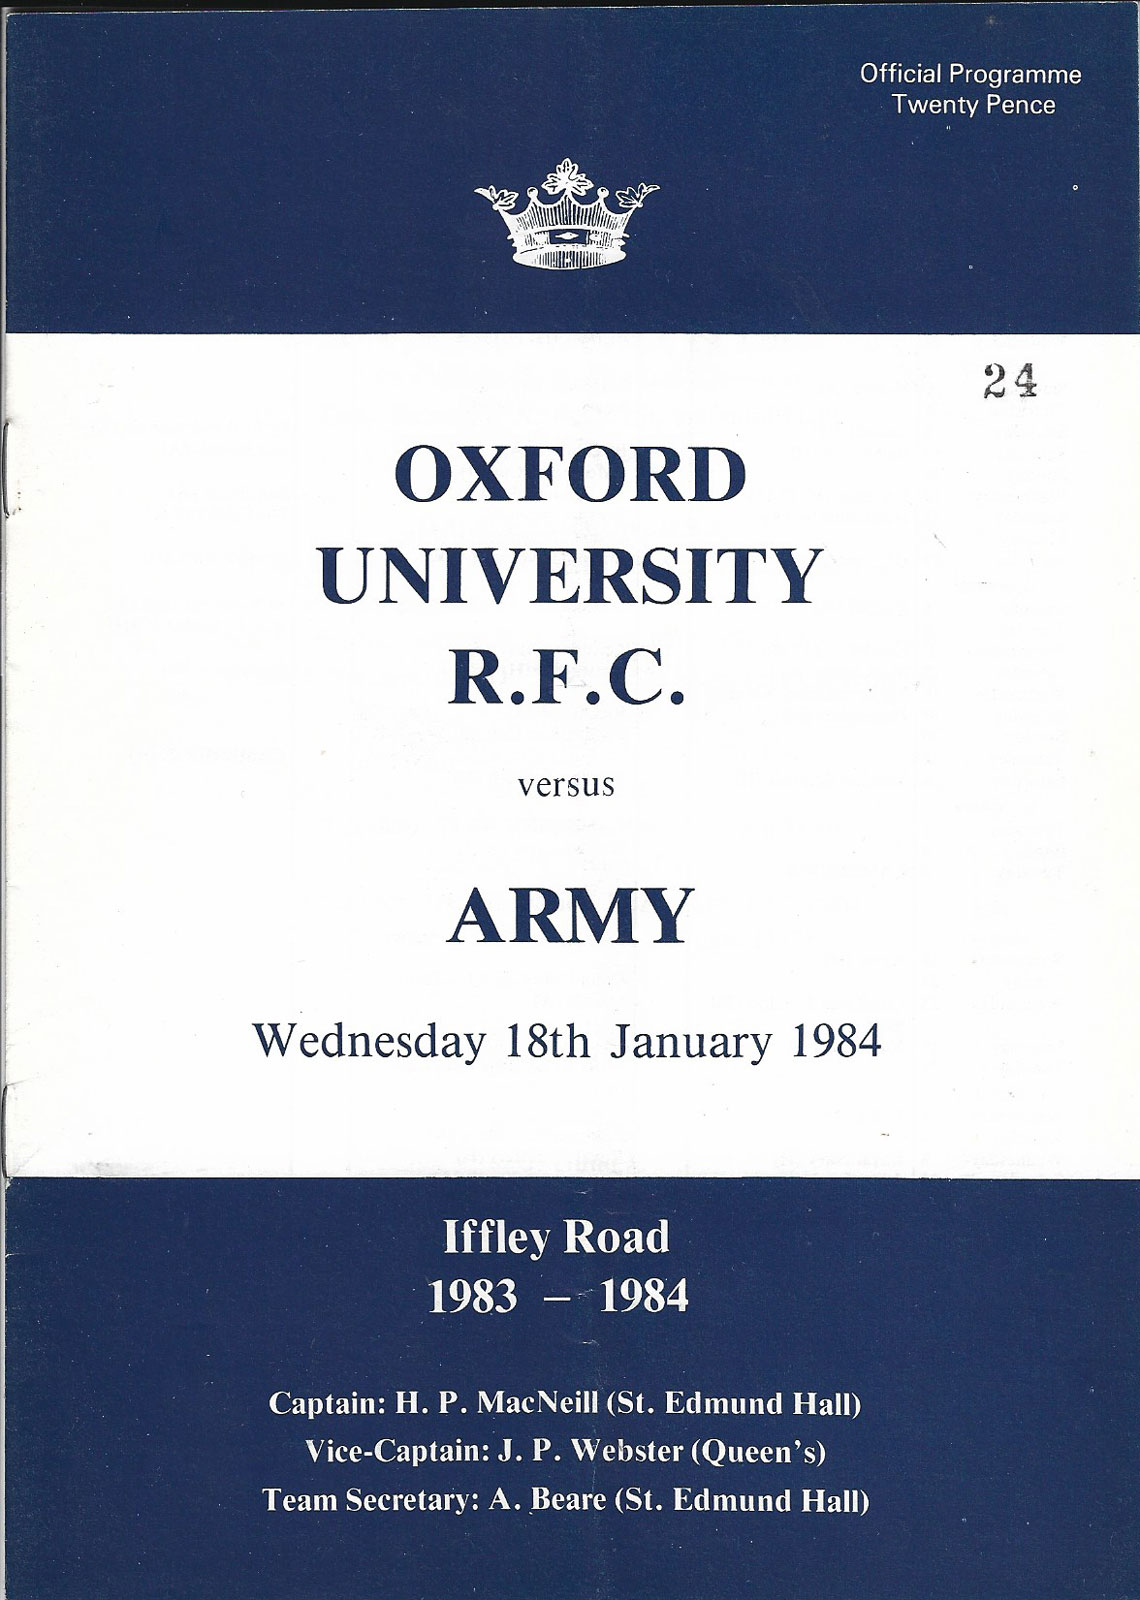 Official Programme
Twenty Pence
24
OXFORD
UNIVERSITY
R.F.C.
versus
ARMY
Wednesday 18th January 1984
Iffley Road
1983 – 1984
Captain: H. P. MacNeill (St. Edmund Hall)
Vice-Captain: J. P. Webster (Queen's)
Team Secretary: A. Beare (St. Edmund Hall)